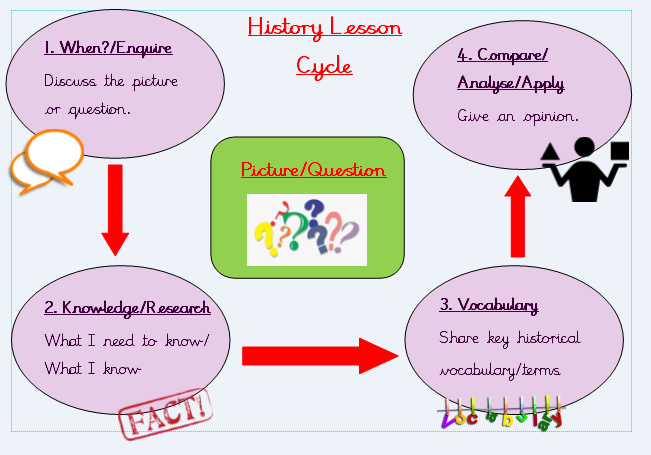 History Lesson
Cycle
1. When?/Enquire
Discuss the picture
or question.
Picture/Question
2. Knowledge/Research
What I need to know/
What I know
FACT!
3. Vocabulary
Share key historical
vocabulary/terms
vocabulary
4. Compare/
Analyse/Apply
Give an opinion.